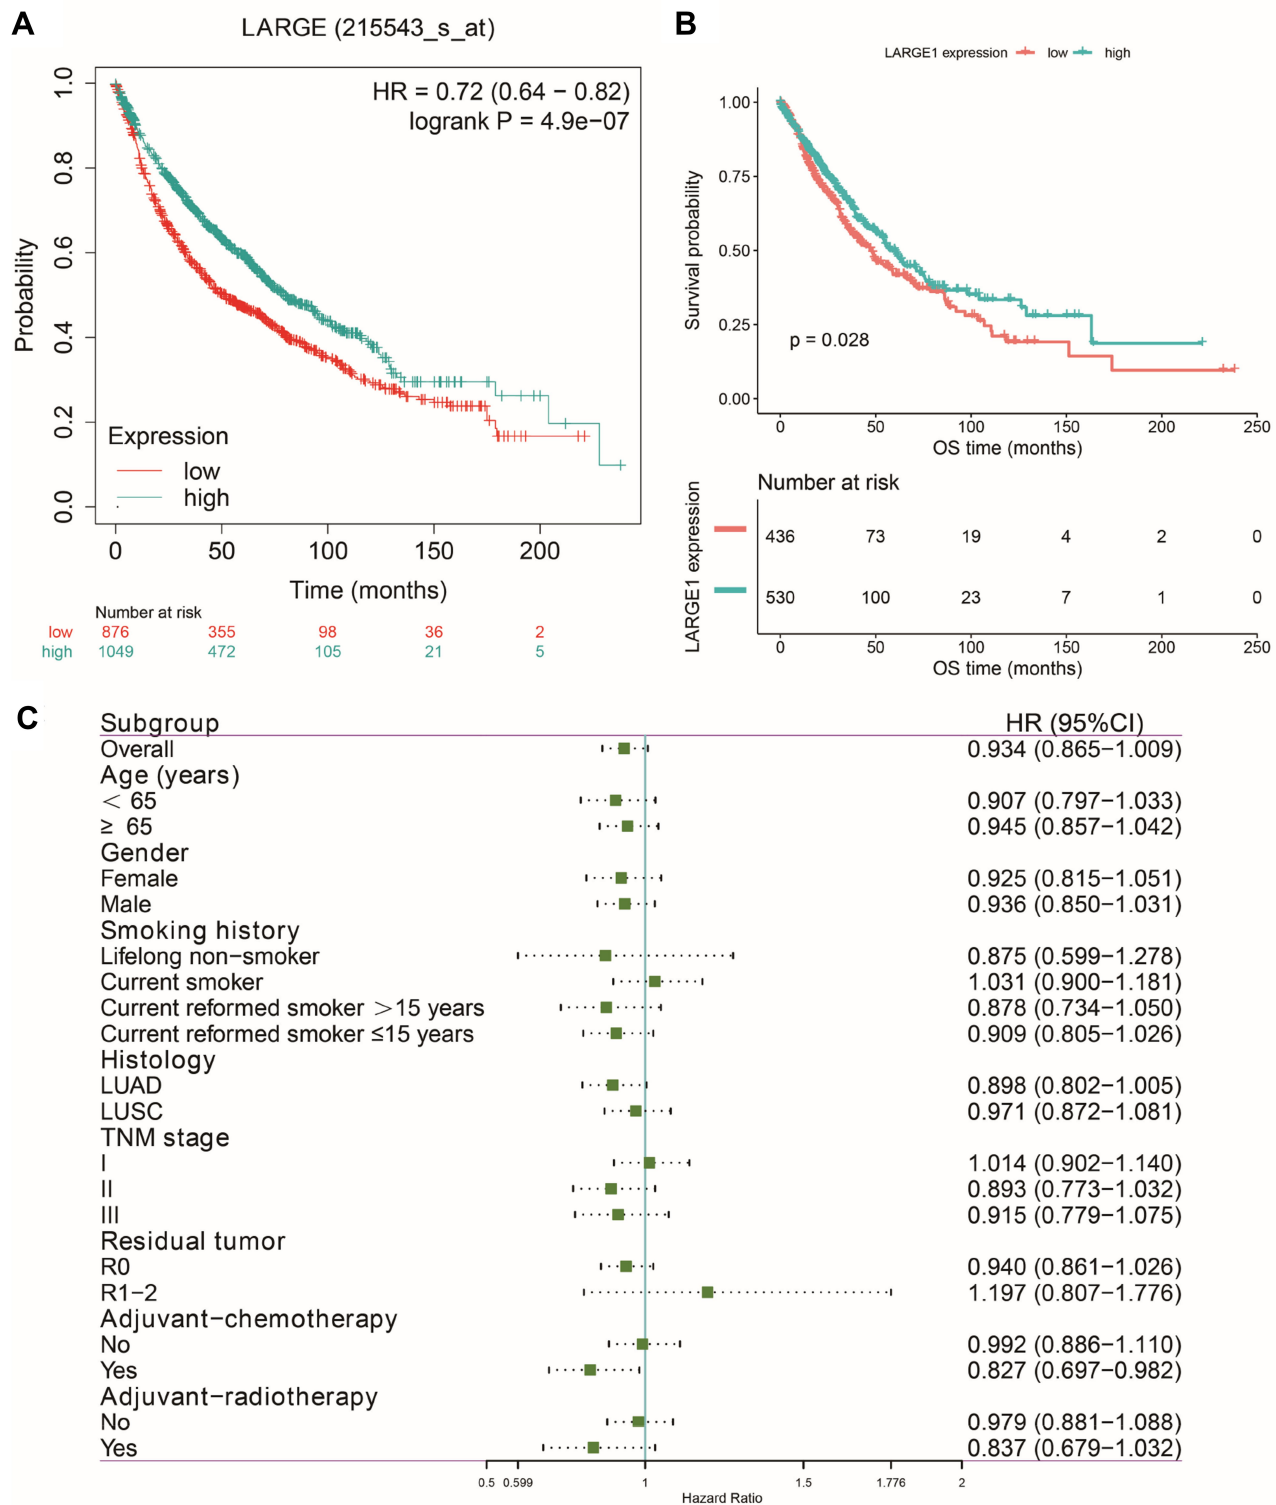 A
LARGE (215543_s_at)
HR = 0.72 (0.64 − 0.82)
logrank P = 4.9e−07
Probability
1.0
0.8
0.6
0.4
0.2
0.0
Expression
low
high
0 50 100 150 200
Time (months)
Number at risk
low 876 355 98 36 2
high 1049 472 105 21 5
B
LARGE1 expression low high
Survival probability
1.00
0.75
0.50
0.25
0.00
p = 0.028
0 50 100 150 200 250
OS time (months)
Number at risk
LARGE1 expression
436 73 19 4 2 0
530 100 23 7 1 0
0 50 100 150 200 250
OS time (months)
C
Subgroup HR (95%CI)
Overall 0.934 (0.865−1.009)
Age (years)
< 65 0.907 (0.797−1.033)
≥ 65 0.945 (0.857−1.042)
Gender
Female 0.925 (0.815−1.051)
Male 0.936 (0.850−1.031)
Smoking history
Lifelong non−smoker 0.875 (0.599−1.278)
Current smoker 1.031 (0.900−1.181)
Current reformed smoker >15 years 0.878 (0.734−1.050)
Current reformed smoker ≤15 years 0.909 (0.805−1.026)
Histology
LUAD 0.898 (0.802−1.005)
LUSC 0.971 (0.872−1.081)
TNM stage
I 1.014 (0.902−1.140)
II 0.893 (0.773−1.032)
III 0.915 (0.779−1.075)
Residual tumor
R0 0.940 (0.861−1.026)
R1−2 1.197 (0.807−1.776)
Adjuvant−chemotherapy
No 0.992 (0.886−1.110)
Yes 0.827 (0.697−0.982)
Adjuvant−radiotherapy
No 0.979 (0.881−1.088)
Yes 0.837 (0.679−1.032)
0.5 0.599 1 1.5 1.776 2
Hazard Ratio